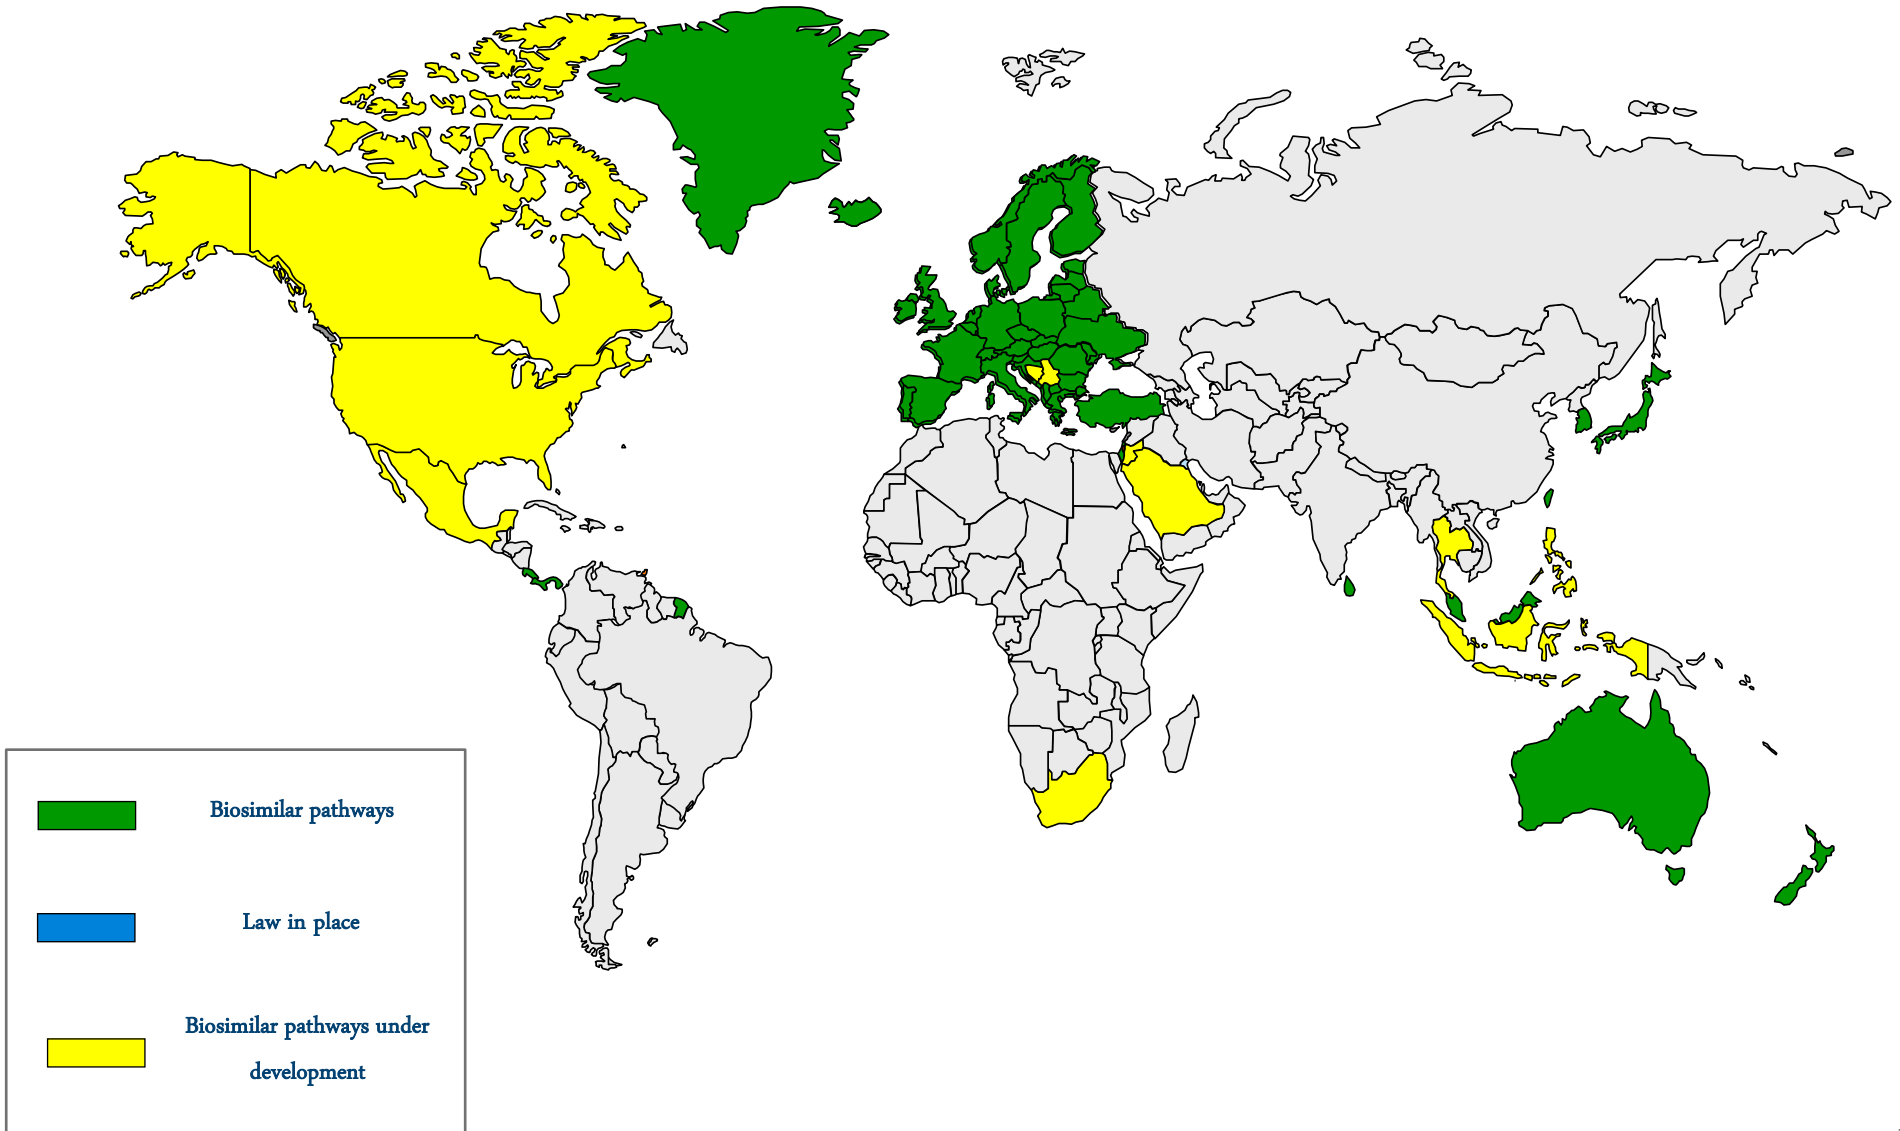 Biosimilar pathways
Law in place
Biosimilar pathways under
development